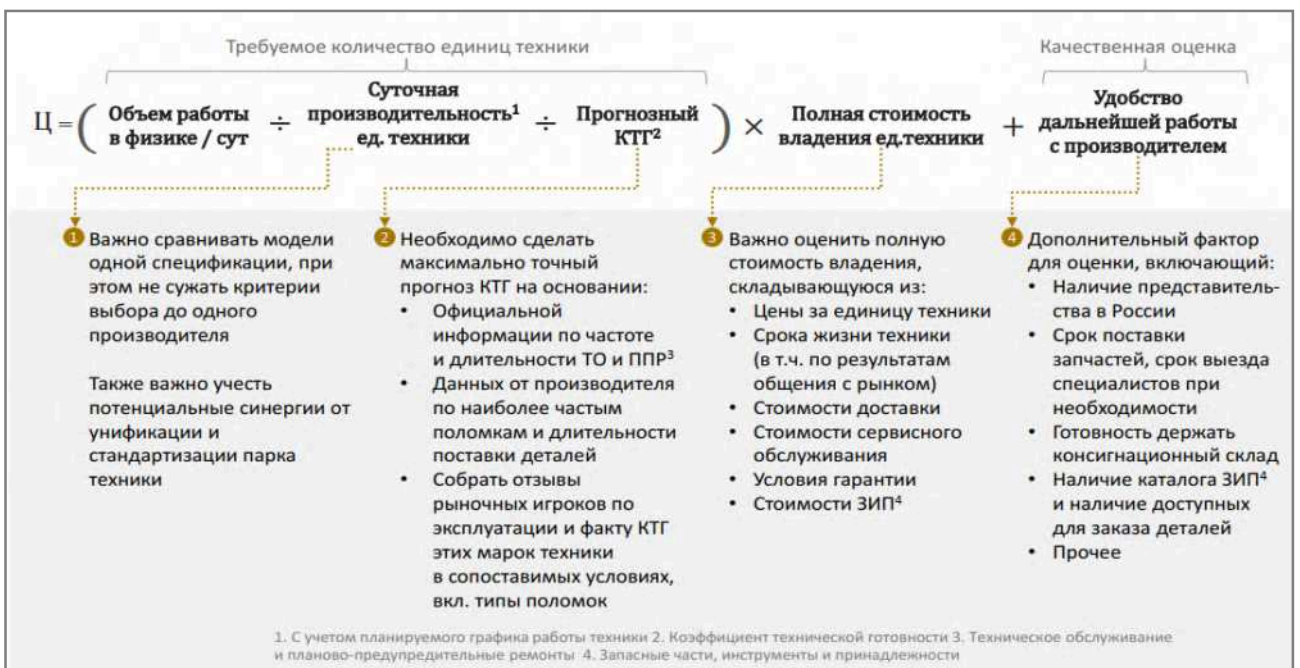 Требуемое количество единиц техники
Качественная оценка
Ц = ( Объем работы в физике / сут ÷ Суточная производительность¹ ед. техники ÷ Прогнозный КТГ² ) × Полная стоимость владения ед.техники + Удобство дальнейшей работы с производителем
1 Важно сравнивать модели
одной спецификации, при
этом не сужать критерии
выбора до одного
производителя
Также важно учесть
потенциальные синергии от
унификации и
стандартизации парка
техники
2 Необходимо сделать
максимально точный
прогноз КТГ на основании:
• Официальной
информации по частоте
и длительности ТО и ППР³
• Данных от производителя
по наиболее частым
поломкам и длительности
поставки деталей
• Собрать отзывы
рыночных игроков по
эксплуатации и факту КТГ
этих марок техники
в сопоставимых условиях,
вкл. типы поломок
3 Важно оценить полную
стоимость владения,
складывающуюся из:
• Цены за единицу техники
• Срока жизни техники
(в т.ч. по результатам
общения с рынком)
• Стоимости доставки
• Стоимости сервисного
обслуживания
• Условия гарантии
• Стоимости ЗИП⁴
4 Дополнительный фактор
для оценки, включающий:
• Наличие представитель-
ства в России
• Срок поставки
запчастей, срок выезда
специалистов при
необходимости
• Готовность держать
консигнационный склад
• Наличие каталога ЗИП⁴
и наличие доступных
для заказа деталей
• Прочее
1. С учетом планируемого графика работы техники 2. Коэффициент технической готовности 3. Техническое обслуживание
и планово-предупредительные ремонты 4. Запасные части, инструменты и принадлежности